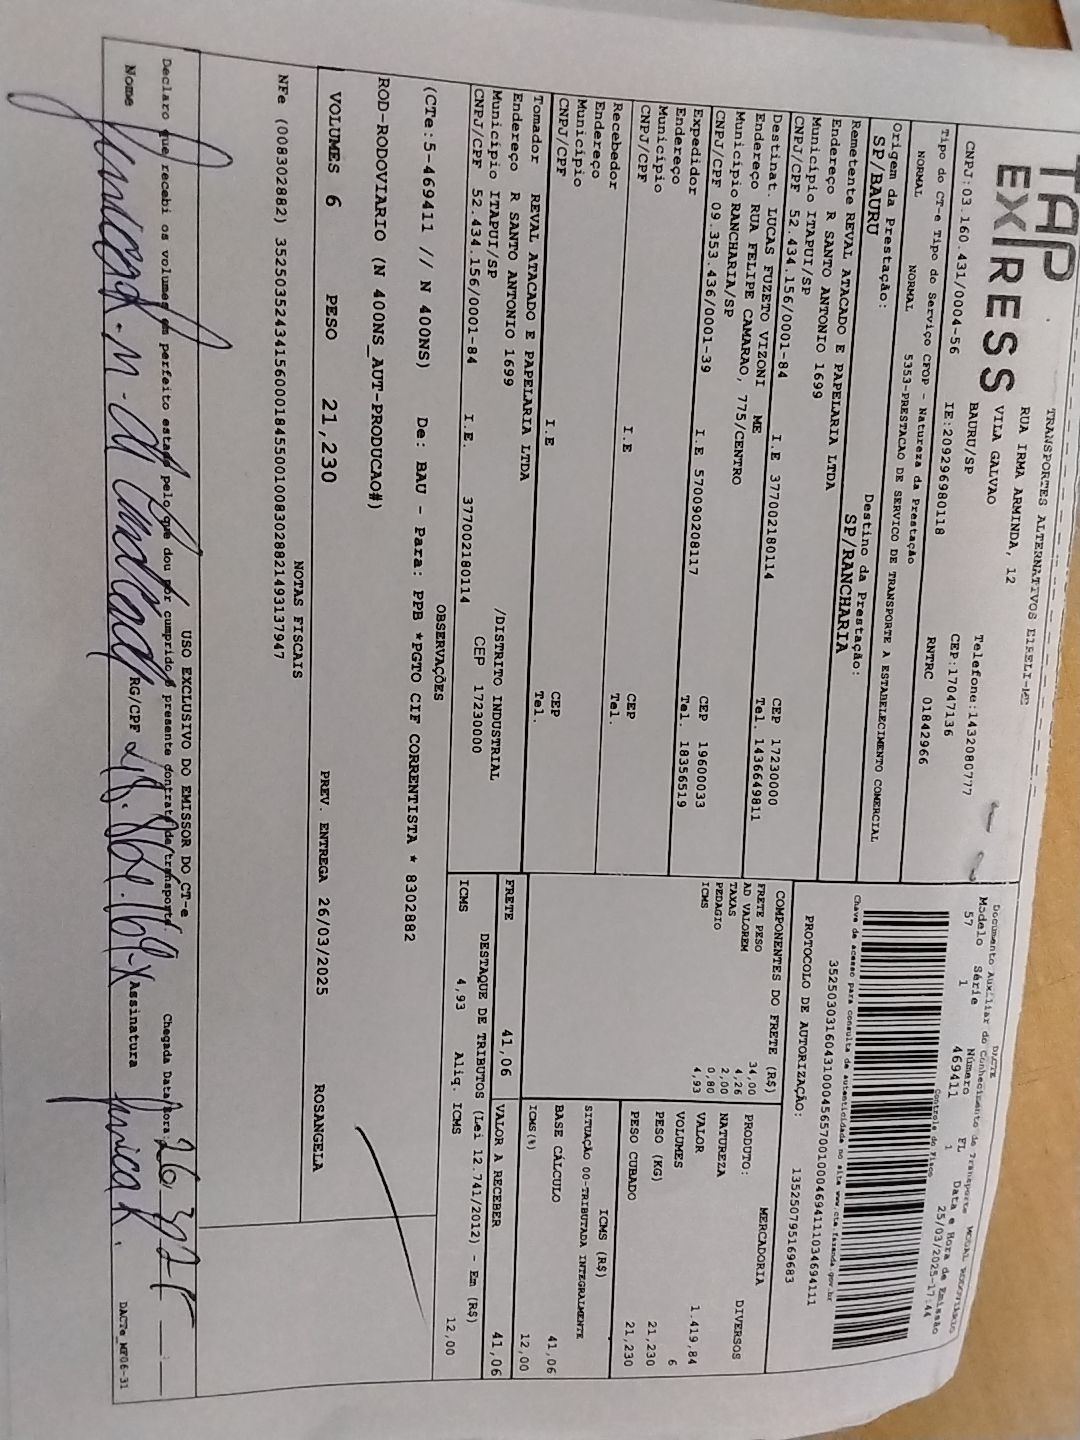 TAP
EXPRESS
TRANSPORTES ALTERNATIVOS EIRELI-ME
RUA IRMA ARMINDA, 12
VILA GALVAO
BAURU/SP
Telefone:1432080777
CEP:17047136
CNPJ:03.160.431/0004-56 IE:209296980118 RNTRC 01842966
Tipo do CT-e Tipo do Serviço CFOP - Natureza da Prestação
NORMAL NORMAL 5353-PRESTACAO DE SERVICO DE TRANSPORTE A ESTABELECIMENTO COMERCIAL
Origem da Prestação: Destino da Prestação:
SP/BAURU SP/RANCHARIA
Remetente REVAL ATACADO E PAPELARIA LTDA
Endereço R SANTO ANTONIO 1699
Município ITAPUI/SP CEP 17230000
CNPJ/CPF 52.434.156/0001-84 I.E 377002180114 Tel. 1436649811
Destinat. LUCAS FUZETO VIZONI ME
Endereço RUA FELIPE CAMARAO, 775/CENTRO
Município RANCHARIA/SP CEP 19600033
CNPJ/CPF 09.353.436/0001-39 I.E 570090208117 Tel. 18356519
Expedidor
Endereço
Município CEP
CNPJ/CPF I.E Tel.
Recebedor
Endereço
Município CEP
CNPJ/CPF I.E Tel.
Tomador REVAL ATACADO E PAPELARIA LTDA
Endereço R SANTO ANTONIO 1699 /DISTRITO INDUSTRIAL
Município ITAPUI/SP CEP 17230000
CNPJ/CPF 52.434.156/0001-84 I.E. 377002180114
DACTE
Documento Auxiliar do Conhecimento de Transporte MODAL RODOVIÁRIO
Modelo Série Número FL Data e Hora de Emissão
57 1 469411 1 25/03/2025-17:44
Controle do Fisco
Chave de acesso para consulta de autenticidade no site www.cte.fazenda.gov.br
35250303160431000456570010004694111034694111
PROTOCOLO DE AUTORIZAÇÃO: 135250795169683
COMPONENTES DO FRETE (R$)
FRETE PESO 34,00
AD VALOREM 4,26
TAXAS 2,00
PEDAGIO 0,80
ICMS 4,93
MERCADORIA
PRODUTO:
NATUREZA DIVERSOS
VALOR 1.419,84
VOLUMES 6
PESO (KG) 21,230
PESO CUBADO 21,230
ICMS (R$)
SITUAÇÃO 00-TRIBUTADA INTEGRALMENTE
BASE CÁLCULO 41,06
ICMS(%) 12,00
FRETE 41,06 VALOR A RECEBER 41,06
DESTAQUE DE TRIBUTOS (Lei 12.741/2012) - Em (R$)
ICMS 4,93 Aliq. ICMS 12,00
OBSERVAÇÕES
(CTe:5-469411 // N 400NS) De: BAU - Para: PPB *PGTO CIF CORRENTISTA * 8302882
ROD-RODOVIARIO (N 400NS_AUT-PRODUCAO#)
VOLUMES 6 PESO 21,230 PREV. ENTREGA 26/03/2025 ROSANGELA
NOTAS FISCAIS
NFe (008302882) 35250352434156000184550010083028821493137947
USO EXCLUSIVO DO EMISSOR DO CT-e
Declaro que recebi os volumes em perfeito estado pelo que dou por cumprido o presente contrato de transporte Chegada Data/Hora: 26 3 25
Nome RG/CPF Assinatura
DACTe MF06-31